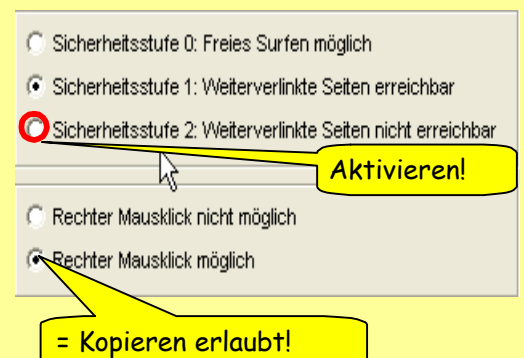 Sicherheitsstufe 0: Freies Surfen möglich
Sicherheitsstufe 1: Weiterverlinkte Seiten erreichbar
Sicherheitsstufe 2: Weiterverlinkte Seiten nicht erreichbar
Aktivieren!
Rechter Mausklick nicht möglich
Rechter Mausklick möglich
= Kopieren erlaubt!